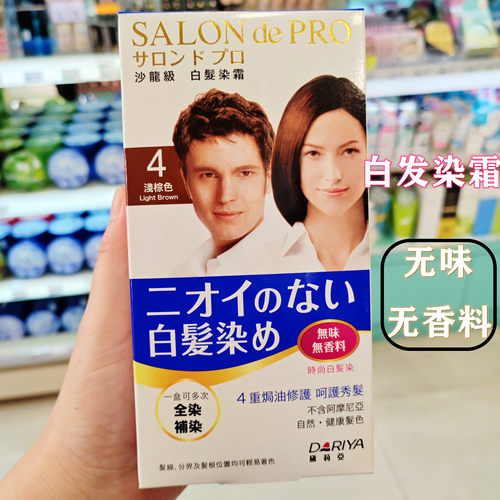 SALON de PRO
サロンドプロ
沙龍級 白髮染霜
4
淺棕色
Light Brown
白发染霜
无味
无香料
ニオイのない
白髮染め
無味
無香料
時尚白髮染
一盒可多次
全染
補染
4重焗油修護 呵護秀髮
不含阿摩尼亞
自然・健康髮色
DARIYA
黛莉亞
髮線、分界及髮根位置均可輕易著色